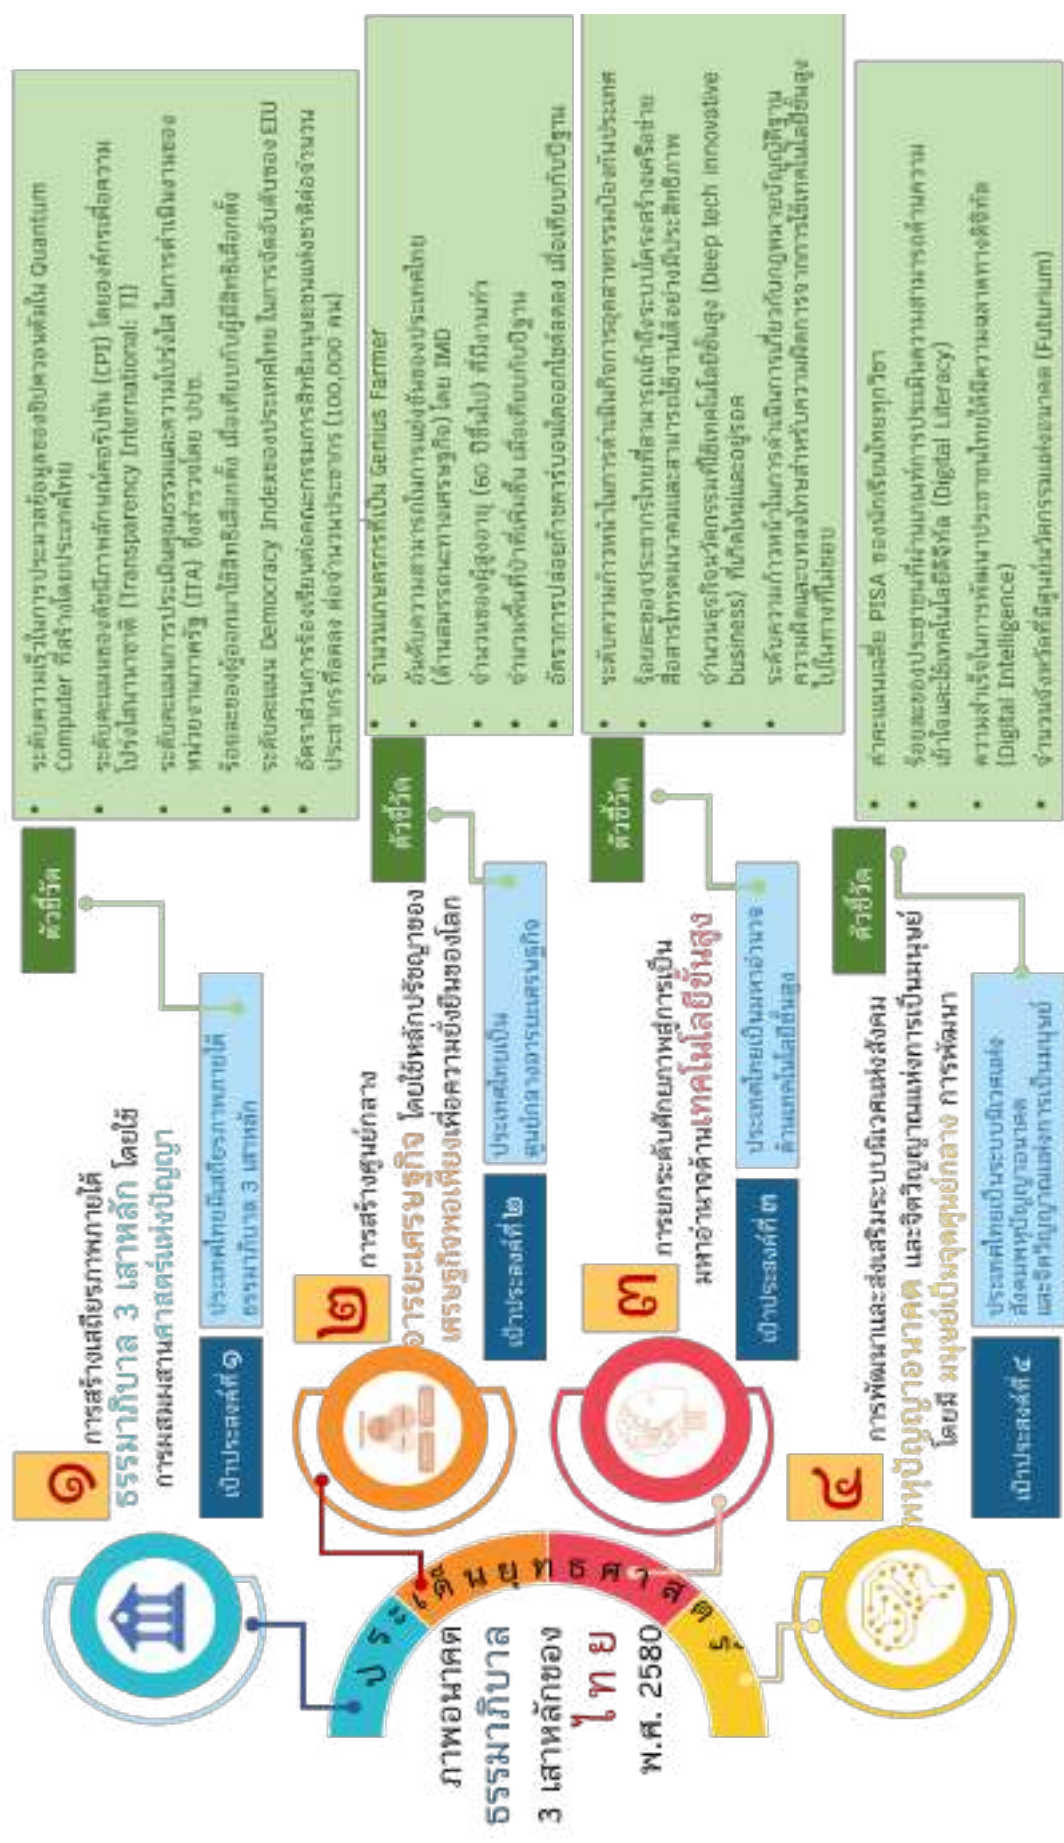 ภาพอนาคต
ธรรมาภิบาล
3 เสาหลักของ
ไทย
พ.ศ. 2580
ประเด็นยุทธศาสตร์
๑
การสร้างเสถียรภาพภายใต้
ธรรมาภิบาล 3 เสาหลัก โดยใช้
การผสมผสานศาสตร์แห่งปัญญา
เป้าประสงค์ที่ ๑
ประเทศไทยมีเสถียรภาพภายใต้
ธรรมาภิบาล 3 เสาหลัก
ตัวชี้วัด
• ระดับความเร็วในการประมวลข้อมูลของชิปควอนตัมใน Quantum
Computer ที่สร้างโดยประเทศไทย
• ระดับคะแนนของดัชนีภาพลักษณ์คอรัปชัน (CPI) โดยองค์กรเพื่อความ
โปร่งใสนานาชาติ (Transparency International: TI)
• ระดับคะแนนการประเมินคุณธรรมและความโปร่งใส ในการดำเนินงานของ
หน่วยงานภาครัฐ (ITA) ซึ่งสำรวจโดย ปปช.
• ร้อยละของผู้ออกมาใช้สิทธิเลือกตั้ง เมื่อเทียบกับผู้มีสิทธิเลือกตั้ง
• ระดับคะแนน Democracy Indexของประเทศไทย ในการจัดอันดับของ EIU
• อัตราส่วนการร้องเรียนต่อคณะกรรมการสิทธิมนุษยชนแห่งชาติต่อจำนวน
ประชากรที่ลดลง ต่อจำนวนประชากร (100,000 คน)
๒
การสร้างศูนย์กลาง
อารยะเศรษฐกิจ โดยใช้หลักปรัชญาของ
เศรษฐกิจพอเพียงเพื่อความยั่งยืนของโลก
เป้าประสงค์ที่ ๒
ประเทศไทยเป็น
ศูนย์กลางอารยะเศรษฐกิจ
ตัวชี้วัด
• จำนวนเกษตรกรที่เป็น Genius Farmer
• อันดับความสามารถในการแข่งขันของประเทศไทย
(ด้านสมรรถนะทางเศรษฐกิจ) โดย IMD
• จำนวนของผู้สูงอายุ (60 ปีขึ้นไป) ที่มีงานทำ
• จำนวนพื้นที่ป่าที่เพิ่มขึ้น เมื่อเทียบกับปีฐาน
• อัตราการปล่อยก๊าซคาร์บอนไดออกไซด์ลดลง เมื่อเทียบกับปีฐาน
๓
การยกระดับศักยภาพสู่การเป็น
มหาอำนาจด้านเทคโนโลยีขั้นสูง
เป้าประสงค์ที่ ๓
ประเทศไทยเป็นมหาอำนาจ
ด้านเทคโนโลยีขั้นสูง
ตัวชี้วัด
• ระดับความก้าวหน้าในการดำเนินกิจการอุตสาหกรรมป้องกันประเทศ
• ร้อยละของประชากรไทยที่สามารถเข้าถึงระบบโครงสร้างเครือข่าย
สื่อสารโทรคมนาคมและสามารถใช้งานได้อย่างมีประสิทธิภาพ
• จำนวนธุรกิจนวัตกรรมที่ใช้เทคโนโลยีขั้นสูง (Deep tech innovative
business) ที่เกิดใหม่และอยู่รอด
• ระดับความก้าวหน้าในการดำเนินการเกี่ยวกับกฎหมายบัญญัติฐาน
ความผิดและบทลงโทษสำหรับความผิดการจากการใช้เทคโนโลยีขั้นสูง
ไปในทางที่ไม่ชอบ
๔
การพัฒนาและส่งเสริมระบบนิเวศแห่งสังคม
พหุปัญญาอนาคต และจิตวิญญาณแห่งการเป็นมนุษย์
โดยมี มนุษย์เป็นจุดศูนย์กลาง การพัฒนา
เป้าประสงค์ที่ ๔
ประเทศไทยเป็นระบบนิเวศแห่ง
สังคมพหุปัญญาอนาคต
และจิตวิญญาณแห่งการเป็นมนุษย์
ตัวชี้วัด
• ค่าคะแนนเฉลี่ย PISA ของนักเรียนไทยทุกวิชา
• ร้อยละของประชาชนที่ผ่านเกณฑ์การประเมินความสามารถด้านความ
เข้าใจและใช้เทคโนโลยีดิจิทัล (Digital Literacy)
• ความสำเร็จในการพัฒนาประชาชนไทยให้มีความฉลาดทางดิจิทัล
(Digital Intelligence)
• จำนวนจังหวัดที่มีศูนย์นวัตกรรมแห่งอนาคต (Futurium)